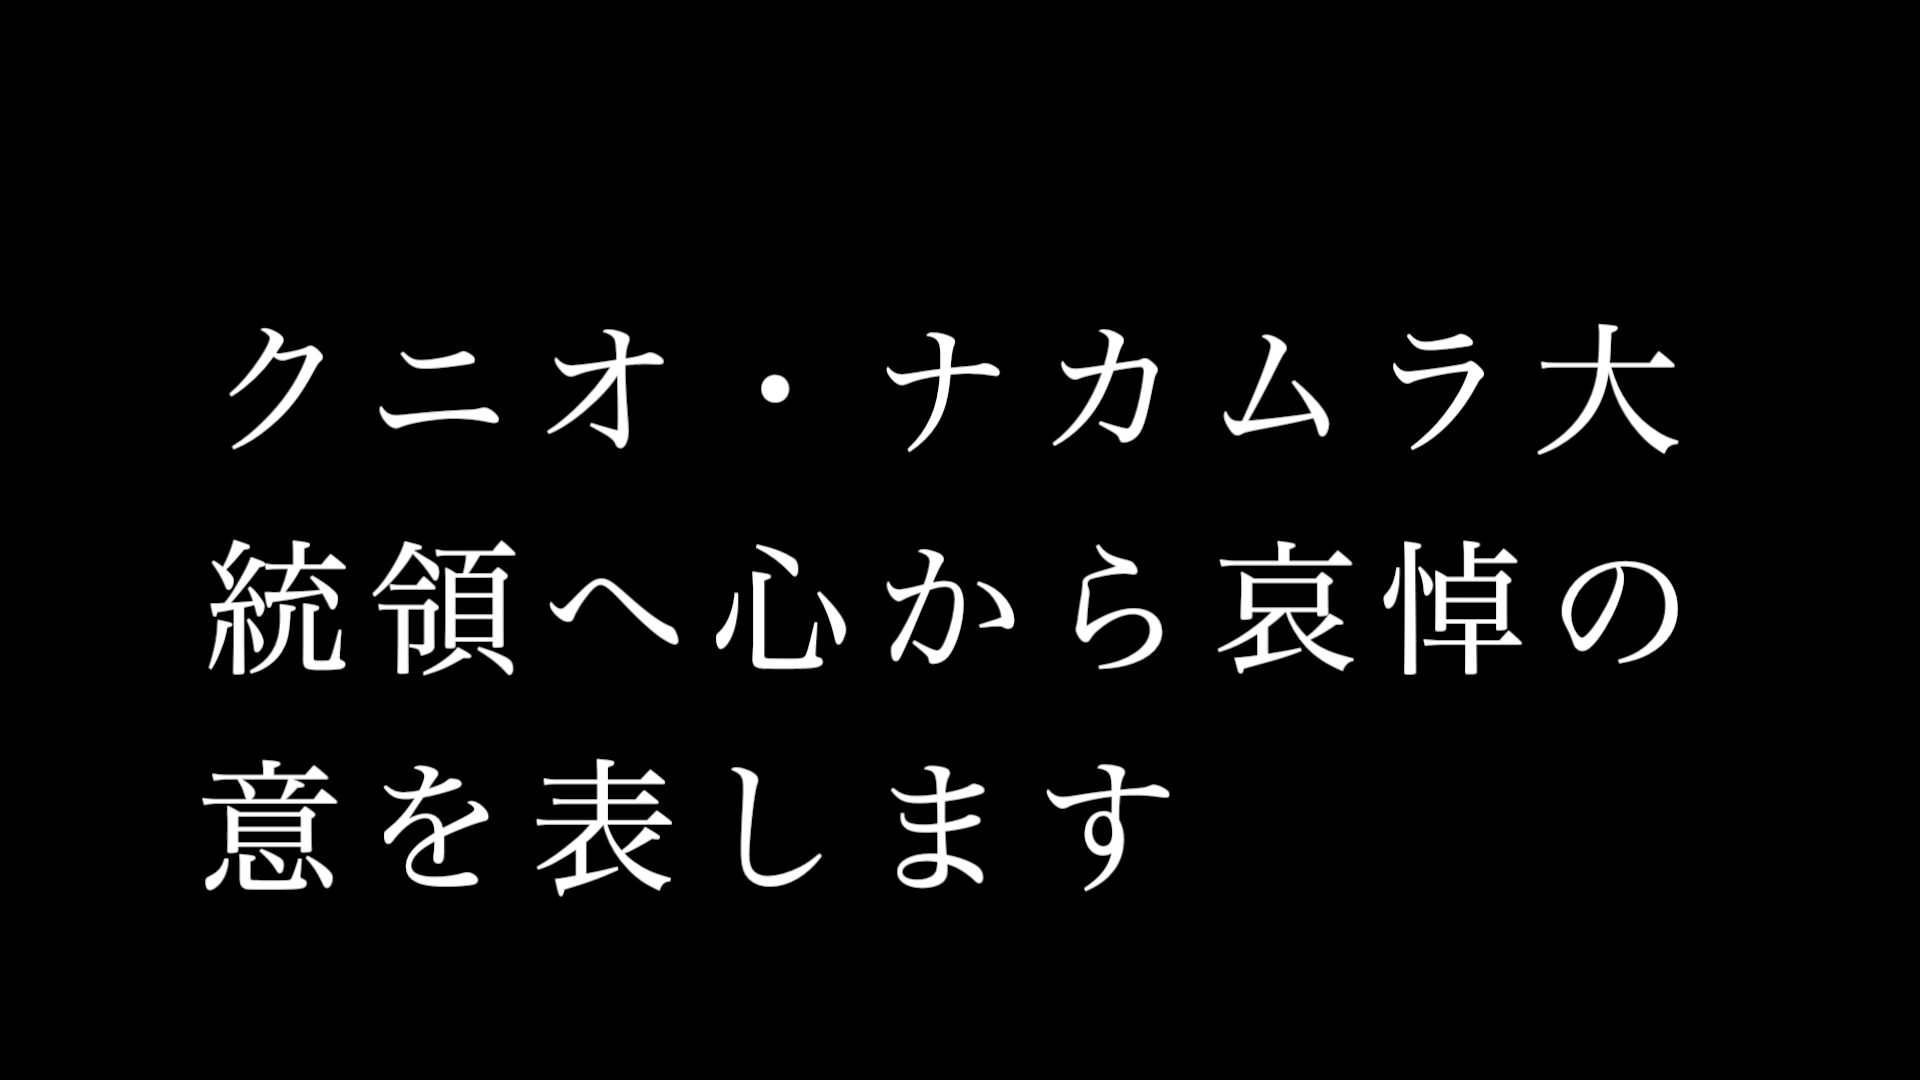 クニオ・ナカムラ大
統領へ心から哀悼の
意を表します